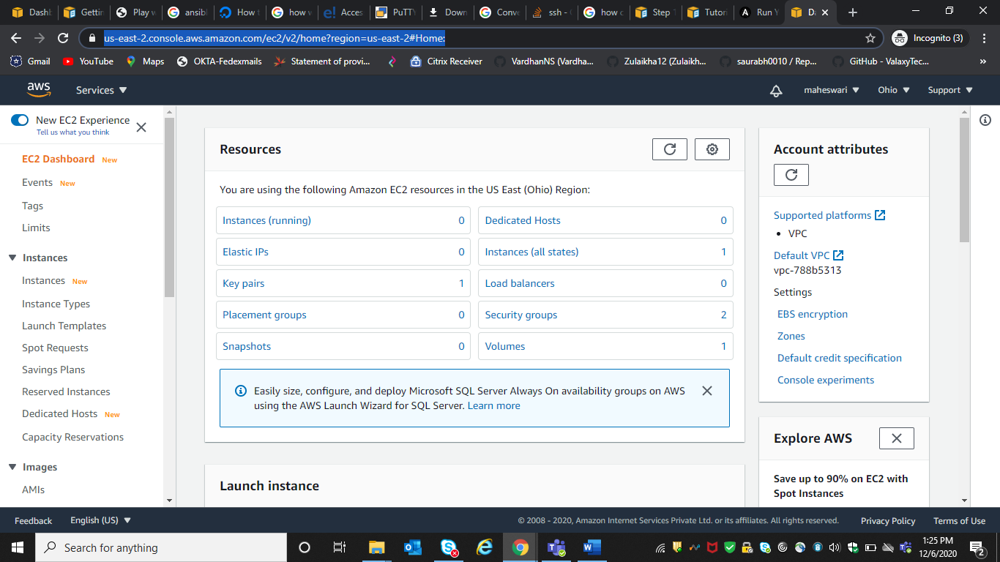 Dashb
Gettin
Play w
ansibl
How t
how w
Acces
PuTTY
Down
Conve
ssh - 
how c
Step 1
Tutori
Run Y
Da
us-east-2.console.aws.amazon.com/ec2/v2/home?region=us-east-2#Home:
Incognito (3)
Gmail
YouTube
Maps
OKTA-Fedexmails
Statement of provi...
Citrix Receiver
VardhanNS (Vardha...
Zulaikha12 (Zulaikh...
saurabh0010 / Rep...
GitHub - ValaxyTec...
»
aws
Services
maheswari
Ohio
Support
New EC2 Experience
Tell us what you think
EC2 Dashboard New
Events New
Tags
Limits
Instances
Instances New
Instance Types
Launch Templates
Spot Requests
Savings Plans
Reserved Instances
Dedicated Hosts New
Capacity Reservations
Images
AMIs
Resources
You are using the following Amazon EC2 resources in the US East (Ohio) Region:
Instances (running) 0
Dedicated Hosts 0
Elastic IPs 0
Instances (all states) 1
Key pairs 1
Load balancers 0
Placement groups 0
Security groups 2
Snapshots 0
Volumes 1
Easily size, configure, and deploy Microsoft SQL Server Always On availability groups on AWS
using the AWS Launch Wizard for SQL Server. Learn more
Launch instance
Account attributes
Supported platforms
• VPC
Default VPC
vpc-788b5313
Settings
EBS encryption
Zones
Default credit specification
Console experiments
Explore AWS
Save up to 90% on EC2 with
Spot Instances
Feedback
English (US)
© 2008 - 2020, Amazon Internet Services Private Ltd. or its affiliates. All rights reserved.
Privacy Policy
Terms of Use
Search for anything
1:25 PM
12/6/2020
2